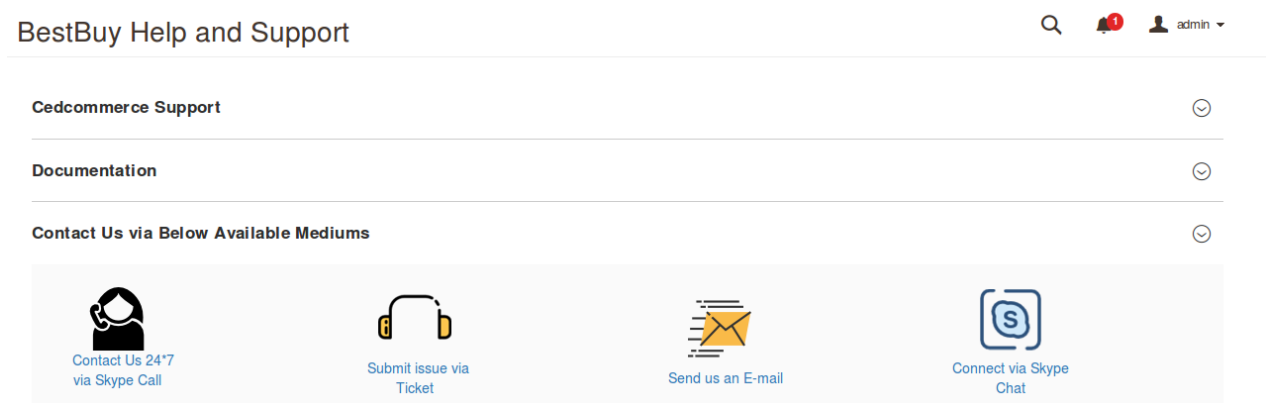 BestBuy Help and Support
1
admin
Cedcommerce Support
Documentation
Contact Us via Below Available Mediums
S
Contact Us 24*7
via Skype Call
Submit issue via
Ticket
Send us an E-mail
Connect via Skype
Chat